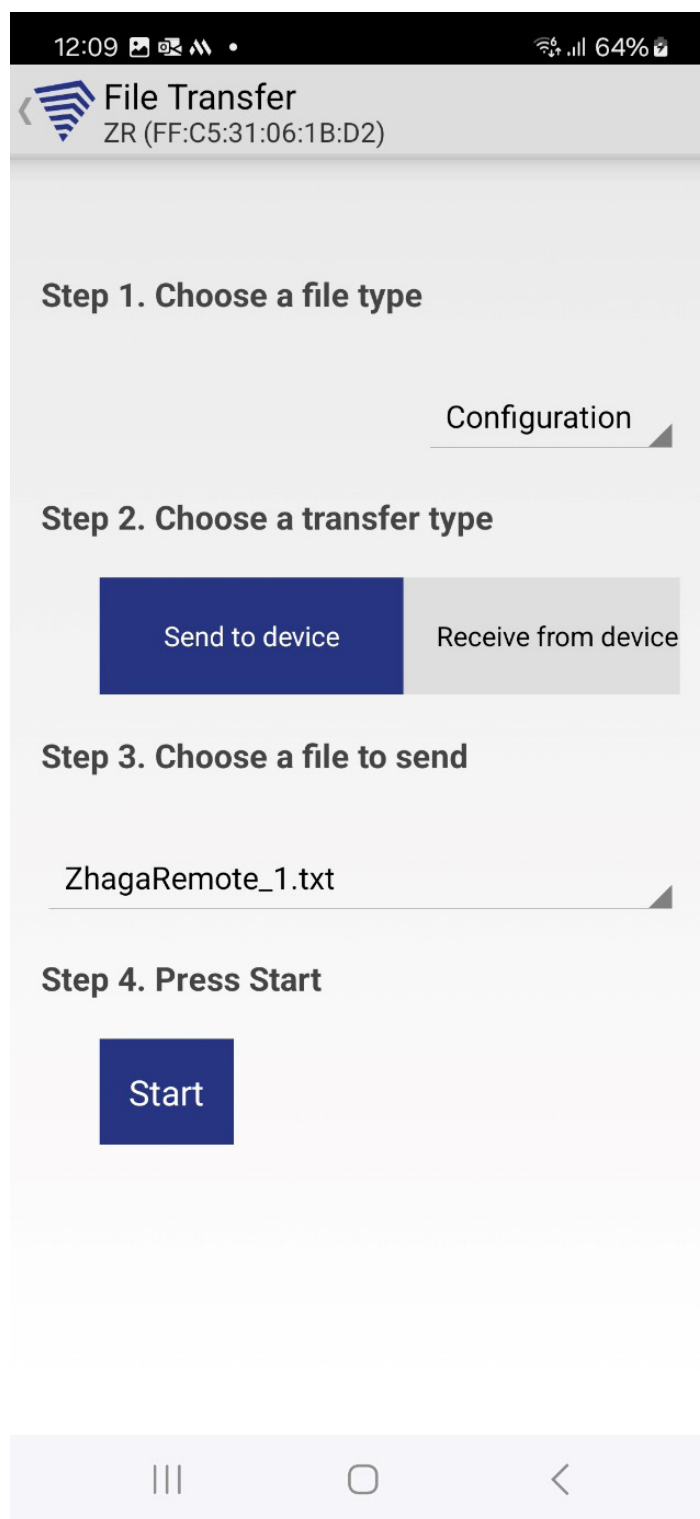 12:09
64%
File Transfer
ZR (FF:C5:31:06:1B:D2)
Step 1. Choose a file type
Configuration
Step 2. Choose a transfer type
Send to device
Receive from device
Step 3. Choose a file to send
ZhagaRemote_1.txt
Step 4. Press Start
Start